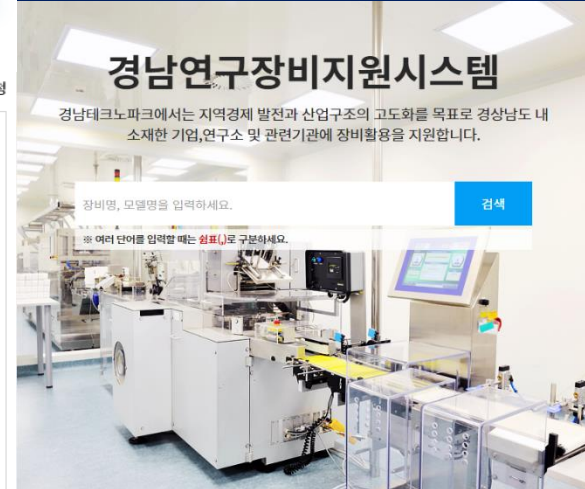 경남연구장비지원시스템
경남테크노파크에서는 지역경제 발전과 산업구조의 고도화를 목표로 경상남도 내
소재한 기업,연구소 및 관련기관에 장비활용을 지원합니다.
장비명, 모델명을 입력하세요.
검색
※ 여러 단어를 입력할 때는 쉼표(,)로 구분하세요.